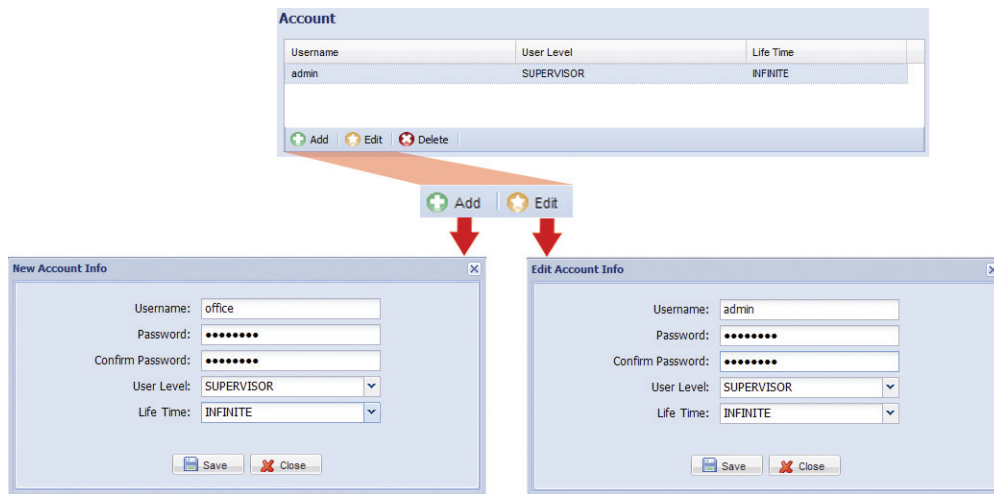 Account
Username User Level Life Time
admin SUPERVISOR INFINITE
Add Edit Delete
Add Edit
New Account Info
Username: office
Password: ••••••••
Confirm Password: ••••••••
User Level: SUPERVISOR
Life Time: INFINITE
Save Close
Edit Account Info
Username: admin
Password: ••••••••
Confirm Password: ••••••••
User Level: SUPERVISOR
Life Time: INFINITE
Save Close